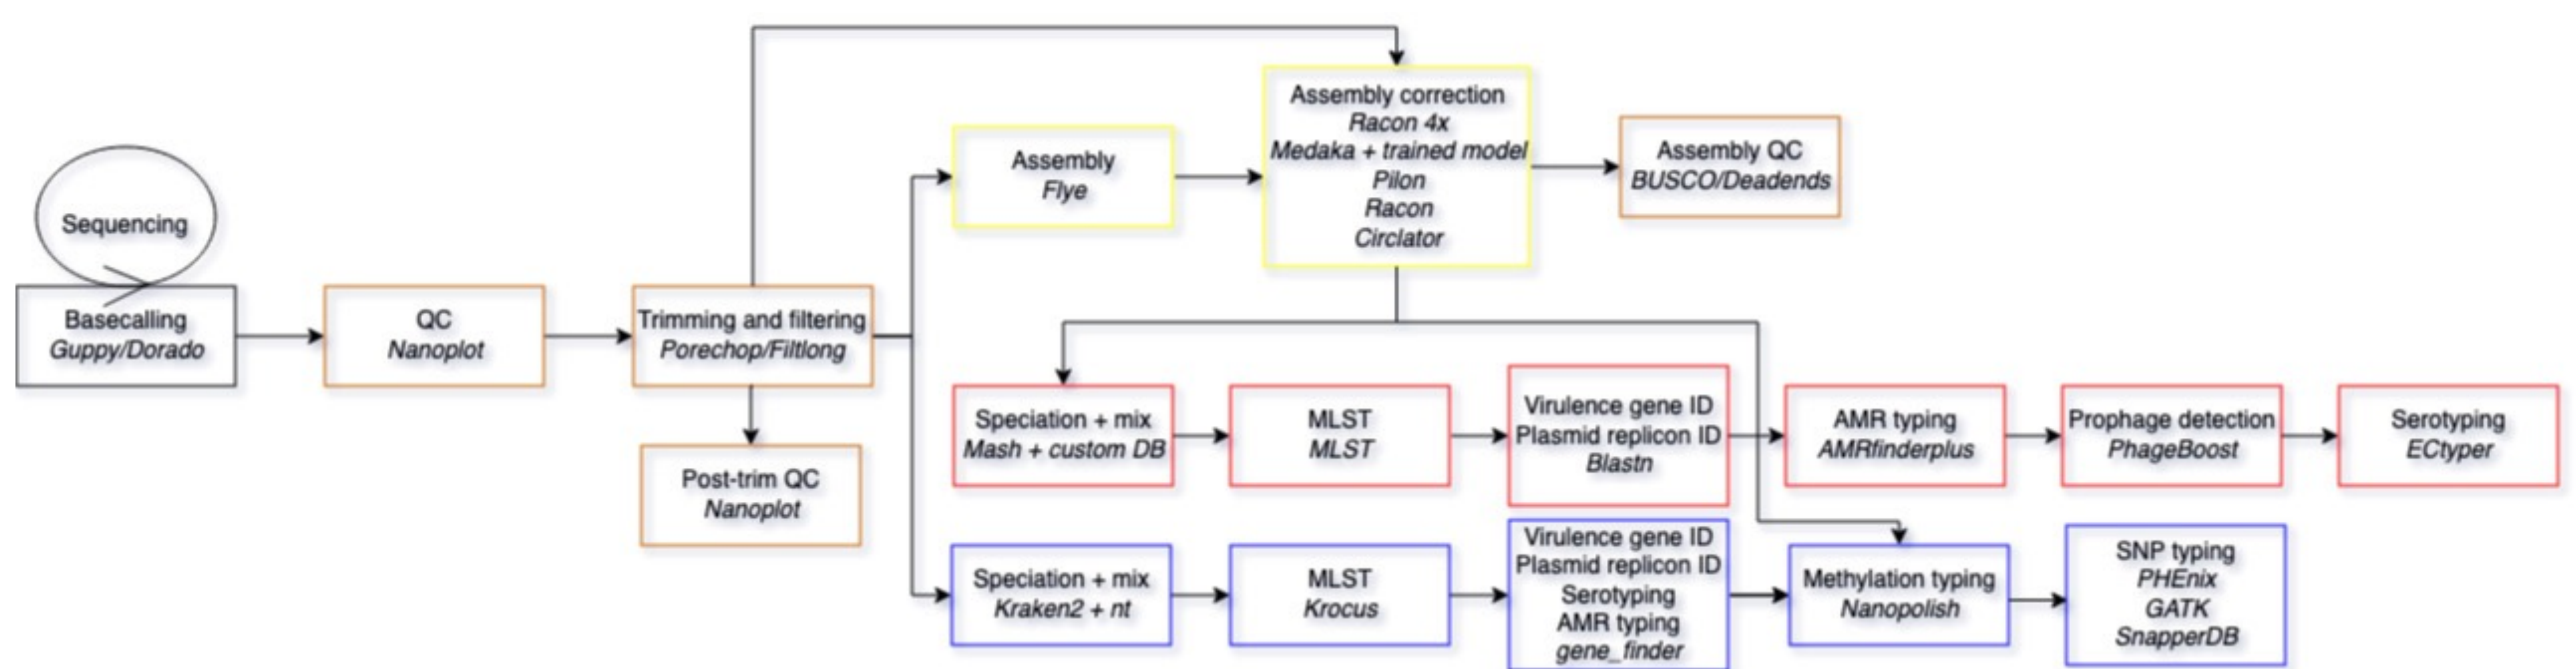 Sequencing
Basecalling
Guppy/Dorado
QC
Nanoplot
Trimming and filtering
Porechop/Filtlong
Post-trim QC
Nanoplot
Assembly
Flye
Assembly correction
Racon 4x
Medaka + trained model
Pilon
Racon
Circlator
Assembly QC
BUSCO/Deadends
Speciation + mix
Mash + custom DB
MLST
MLST
Virulence gene ID
Plasmid replicon ID
Blastn
AMR typing
AMRfinderplus
Prophage detection
PhageBoost
Serotyping
ECtyper
Speciation + mix
Kraken2 + nt
MLST
Krocus
Virulence gene ID
Plasmid replicon ID
Serotyping
AMR typing
gene_finder
Methylation typing
Nanopolish
SNP typing
PHEnix
GATK
SnapperDB